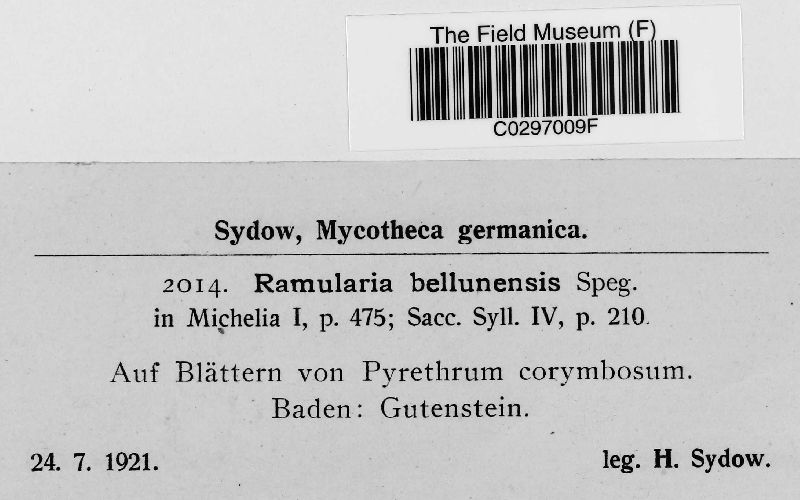 The Field Museum (F)
C0297009F
Sydow, Mycotheca germanica.
2014. Ramularia bellunensis Speg.
in Michelia I, p. 475; Sacc. Syll. IV, p. 210.
Auf Blättern von Pyrethrum corymbosum.
Baden: Gutenstein.
24. 7. 1921. leg. H. Sydow.